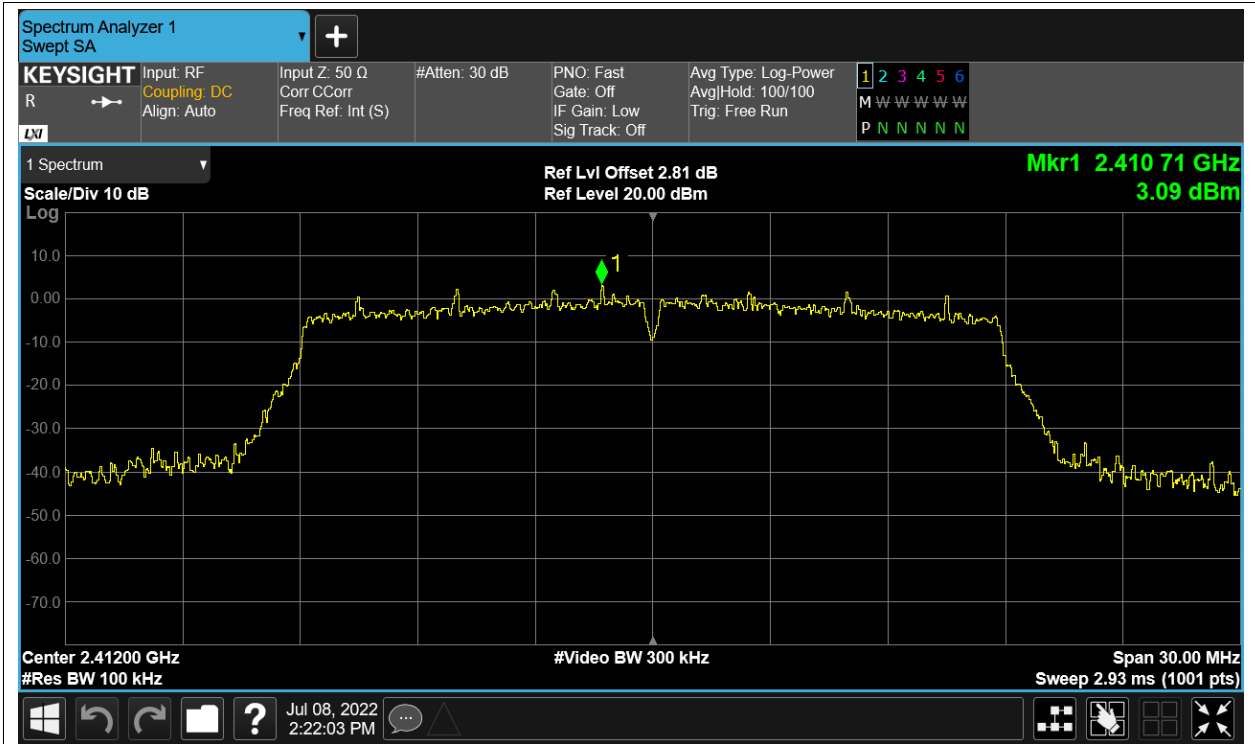 Spectrum Analyzer 1
Swept SA
KEYSIGHT
R
LXI
Input: RF
Coupling: DC
Align: Auto
Input Z: 50 Ω
Corr CCorr
Freq Ref: Int (S)
#Atten: 30 dB
PNO: Fast
Gate: Off
IF Gain: Low
Sig Track: Off
Avg Type: Log-Power
Avg|Hold: 100/100
Trig: Free Run
1 2 3 4 5 6
M W W W W W
P N N N N N
1 Spectrum
Scale/Div 10 dB
Log
Ref Lvl Offset 2.81 dB
Ref Level 20.00 dBm
Mkr1 2.410 71 GHz
3.09 dBm
1
10.0
0.00
-10.0
-20.0
-30.0
-40.0
-50.0
-60.0
-70.0
Center 2.41200 GHz
#Res BW 100 kHz
#Video BW 300 kHz
Span 30.00 MHz
Sweep 2.93 ms (1001 pts)
?
Jul 08, 2022
2:22:03 PM